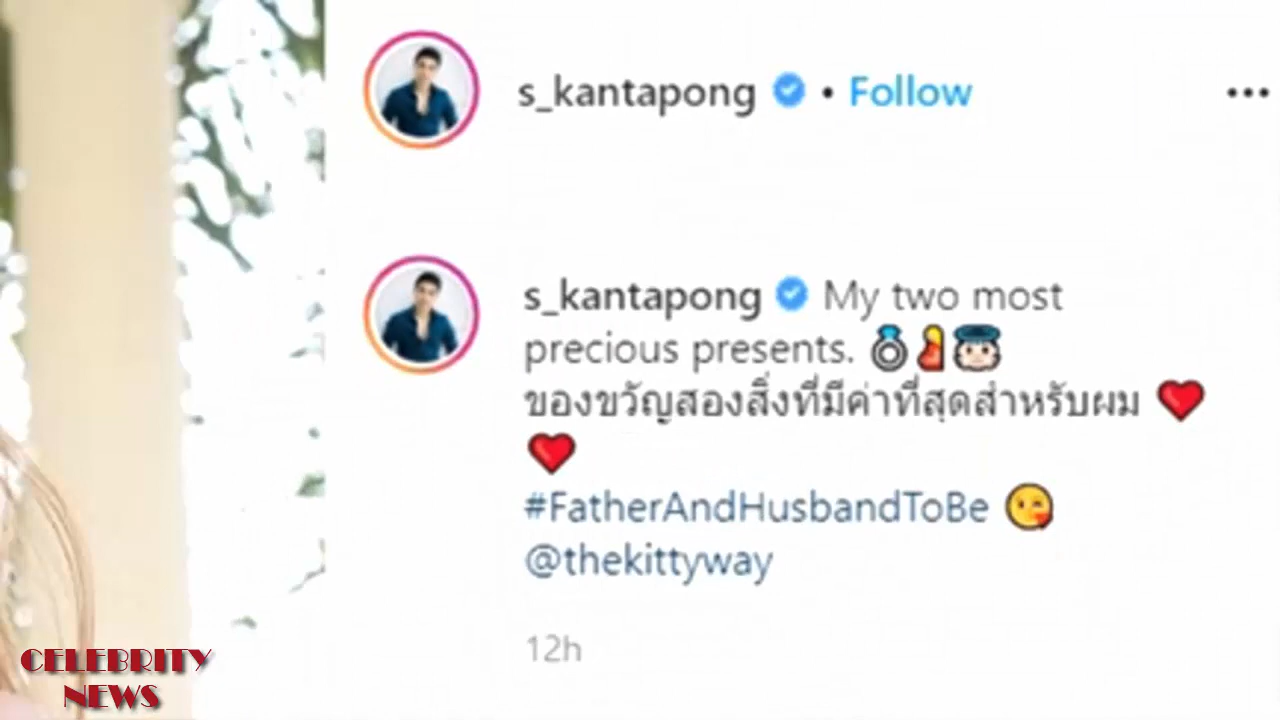 s_kantapong • Follow
s_kantapong My two most
precious presents. 💍🤰👼🏻
ของขวัญสองสิ่งที่มีค่าที่สุดสำหรับผม ❤️
❤️
#FatherAndHusbandToBe 😘
@thekittyway
12h
CELEBRITY
NEWS